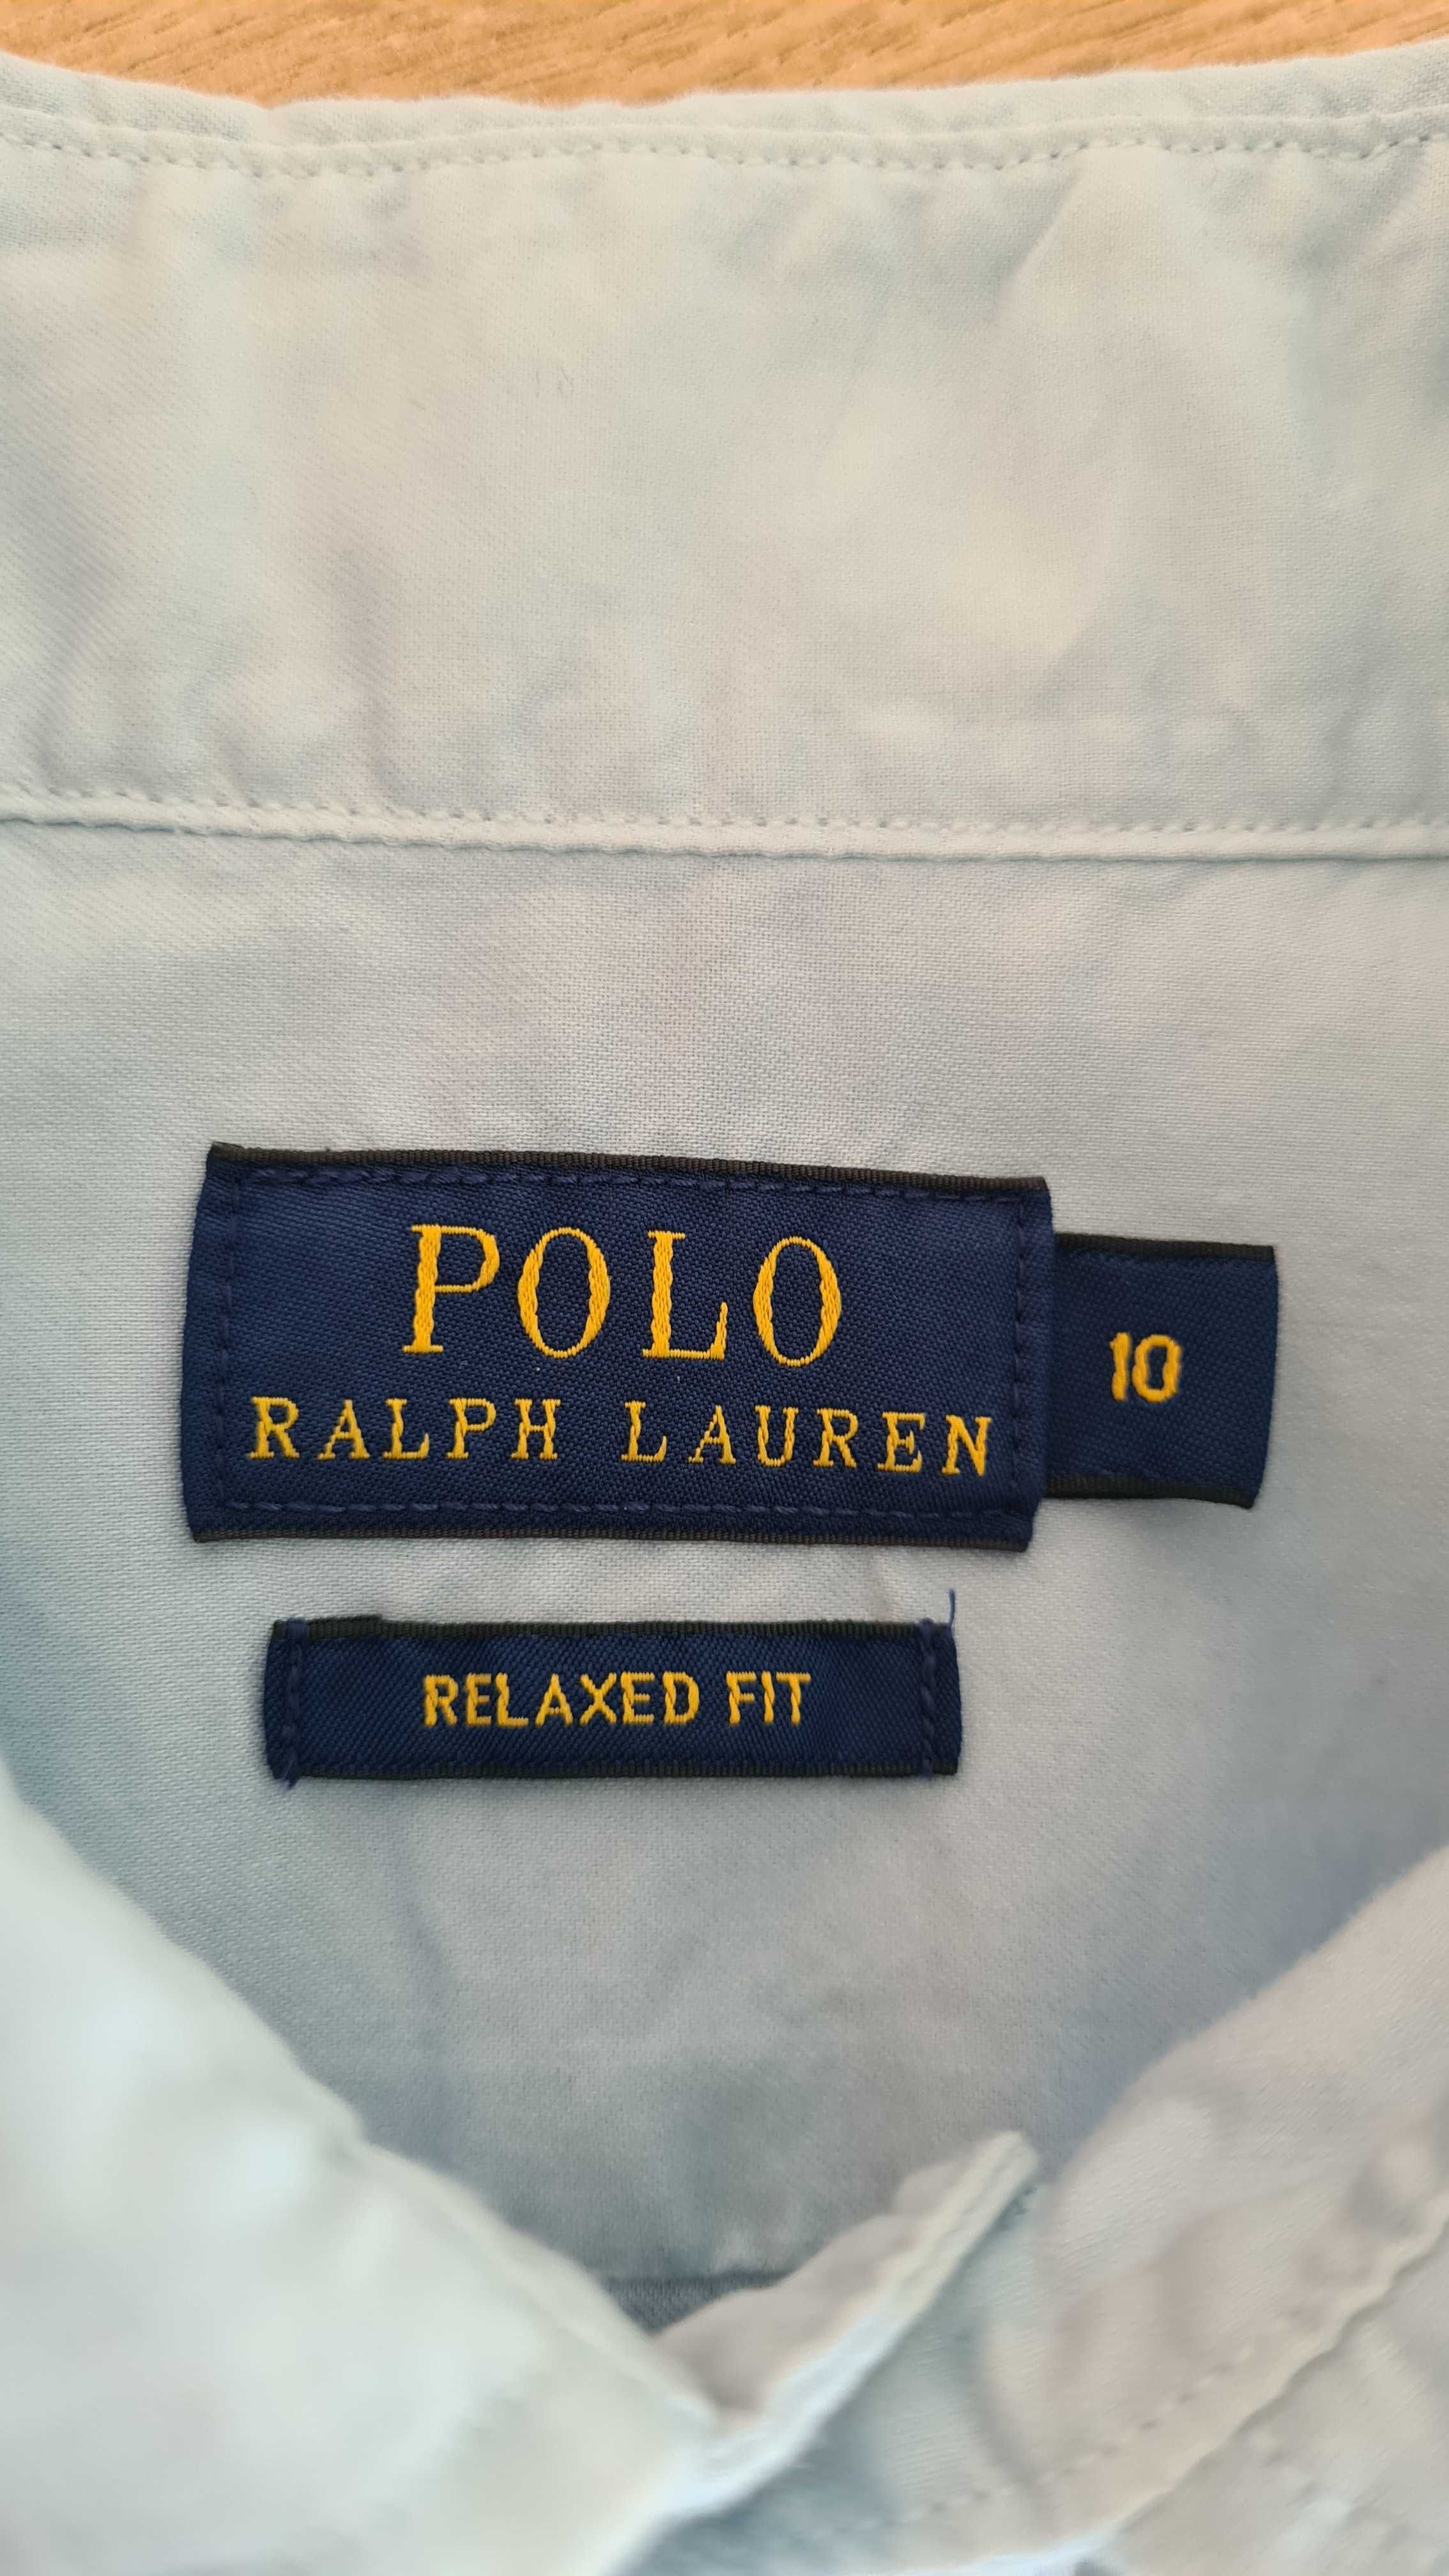 POLO
RALPH LAUREN
10
RELAXED FIT